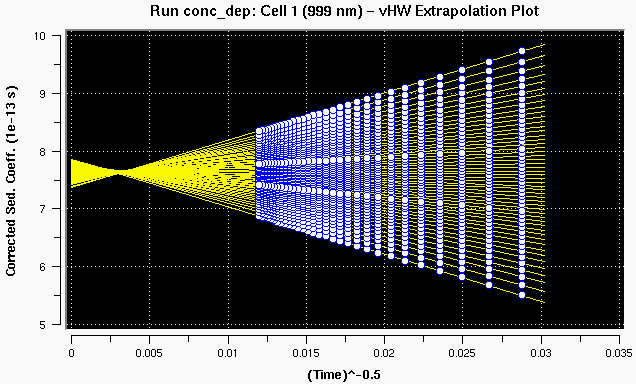 Run conc_dep: Cell 1 (999 nm) – vHW Extrapolation Plot
Corrected Sed. Coeff. (1e-13 s)
10
9
8
7
6
5
0 0.005 0.01 0.015 0.02 0.025 0.03 0.035
(Time)^-0.5